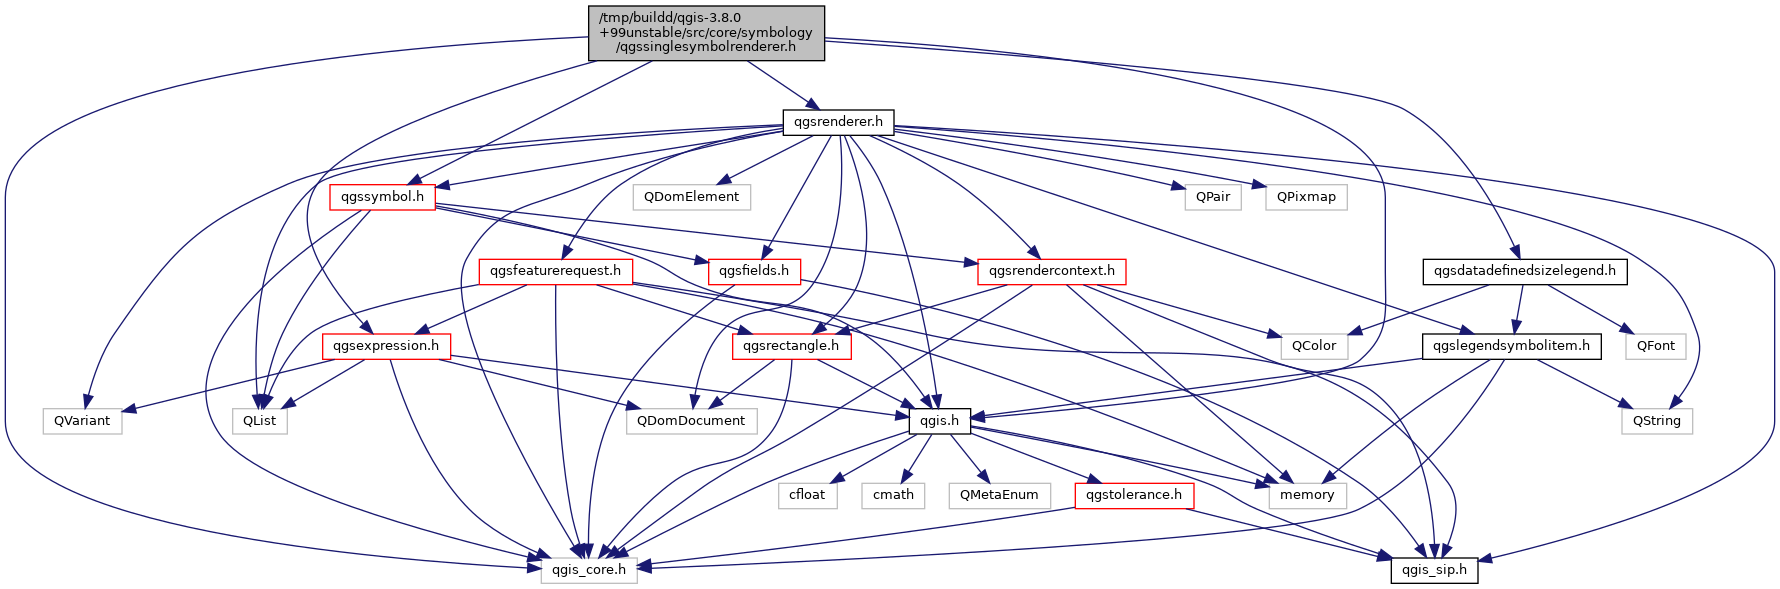 /tmp/buildd/qgis-3.8.0
+99unstable/src/core/symbology
/qgssinglesymbolrenderer.h
qgsrenderer.h
qgssymbol.h
QDomElement
QPair
QPixmap
qgsfeaturerequest.h
qgsfields.h
qgsrendercontext.h
qgsdatadefinedsizelegend.h
qgsexpression.h
qgsrectangle.h
QColor
qgslegendsymbolitem.h
QFont
QVariant
QList
QDomDocument
qgis.h
QString
cfloat
cmath
QMetaEnum
qgstolerance.h
memory
qgis_core.h
qgis_sip.h